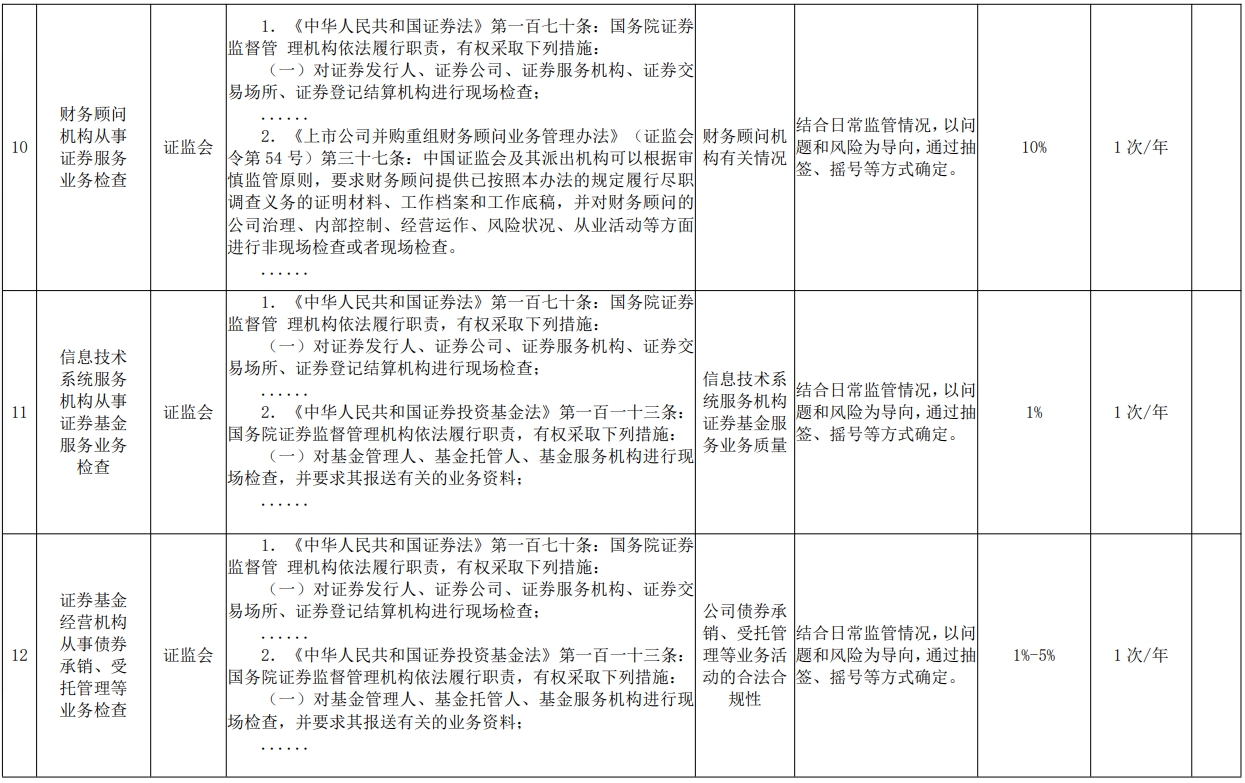 10
财务顾问
机构从事
证券服务
业务检查
证监会
1. 《中华人民共和国证券法》第一百七十条：国务院证券
监督管 理机构依法履行职责，有权采取下列措施：
（一）对证券发行人、证券公司、证券服务机构、证券交
易场所、证券登记结算机构进行现场检查；
......
2. 《上市公司并购重组财务顾问业务管理办法》（证监会
令第 54 号）第三十七条：中国证监会及其派出机构可以根据审
慎监管原则，要求财务顾问提供已按照本办法的规定履行尽职
调查义务的证明材料、工作档案和工作底稿，并对财务顾问的
公司治理、内部控制、经营运作、风险状况、从业活动等方面
进行非现场检查或者现场检查。
......
财务顾问机
构有关情况
结合日常监管情况，以问
题和风险为导向，通过抽
签、摇号等方式确定。
10%
1 次/年
11
信息技术
系统服务
机构从事
证券基金
服务业务
检查
证监会
1. 《中华人民共和国证券法》第一百七十条：国务院证券
监督管 理机构依法履行职责，有权采取下列措施：
（一）对证券发行人、证券公司、证券服务机构、证券交
易场所、证券登记结算机构进行现场检查；
......
2. 《中华人民共和国证券投资基金法》第一百一十三条：
国务院证券监督管理机构依法履行职责，有权采取下列措施：
（一）对基金管理人、基金托管人、基金服务机构进行现
场检查，并要求其报送有关的业务资料；
......
信息技术系
统服务机构
证券基金服
务业务质量
结合日常监管情况，以问
题和风险为导向，通过抽
签、摇号等方式确定。
1%
1 次/年
12
证券基金
经营机构
从事债券
承销、受
托管理等
业务检查
证监会
1. 《中华人民共和国证券法》第一百七十条：国务院证券
监督管 理机构依法履行职责，有权采取下列措施：
（一）对证券发行人、证券公司、证券服务机构、证券交
易场所、证券登记结算机构进行现场检查；
......
2. 《中华人民共和国证券投资基金法》第一百一十三条：
国务院证券监督管理机构依法履行职责，有权采取下列措施：
（一）对基金管理人、基金托管人、基金服务机构进行现
场检查，并要求其报送有关的业务资料；
......
公司债券承
销、受托管
理等业务活
动的合法合
规性
结合日常监管情况，以问
题和风险为导向，通过抽
签、摇号等方式确定。
1%-5%
1 次/年